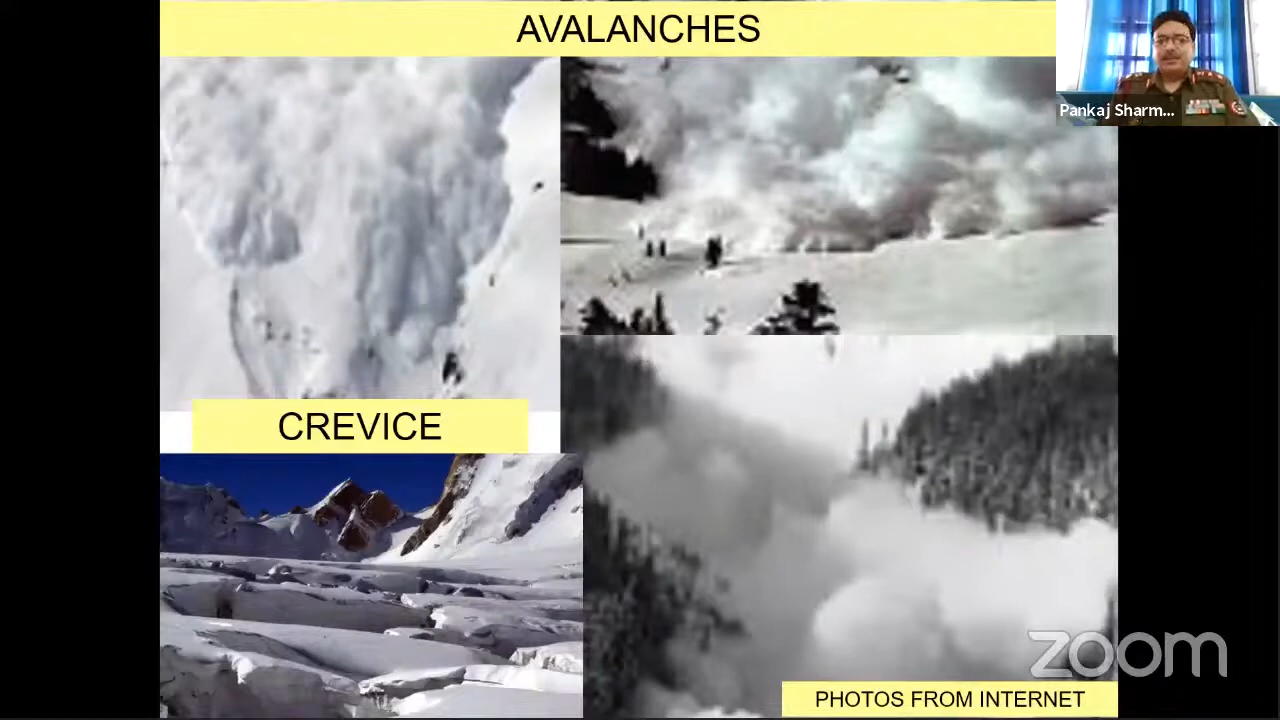 AVALANCHES
Pankaj Sharm...
CREVICE
zoom
PHOTOS FROM INTERNET